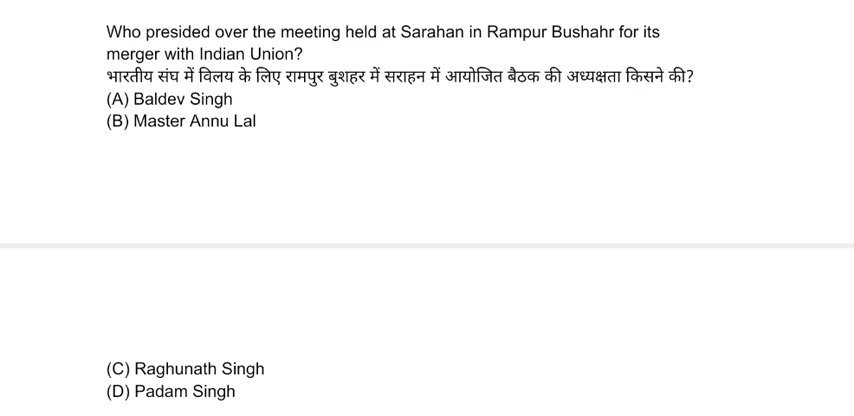 Who presided over the meeting held at Sarahan in Rampur Bushahr for its
merger with Indian Union?
भारतीय संघ में विलय के लिए रामपुर बुशहर में सराहन में आयोजित बैठक की अध्यक्षता किसने की?
(A) Baldev Singh
(B) Master Annu Lal
(C) Raghunath Singh
(D) Padam Singh